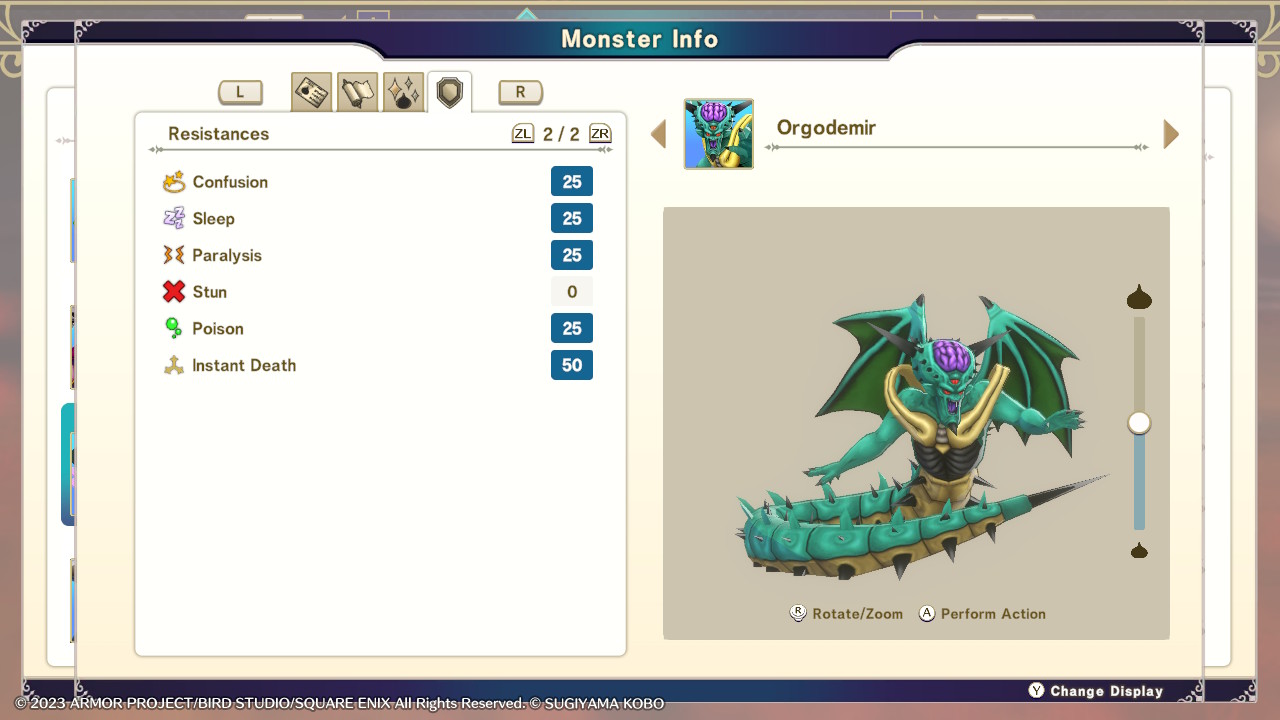 Monster Info
L
R
Resistances
ZL 2 / 2 ZR
Orgodemir
Confusion 25
Sleep 25
Paralysis 25
Stun 0
Poison 25
Instant Death 50
R Rotate/Zoom A Perform Action
Y Change Display
© 2023 ARMOR PROJECT/BIRD STUDIO/SQUARE ENIX All Rights Reserved. © SUGIYAMA KOBO